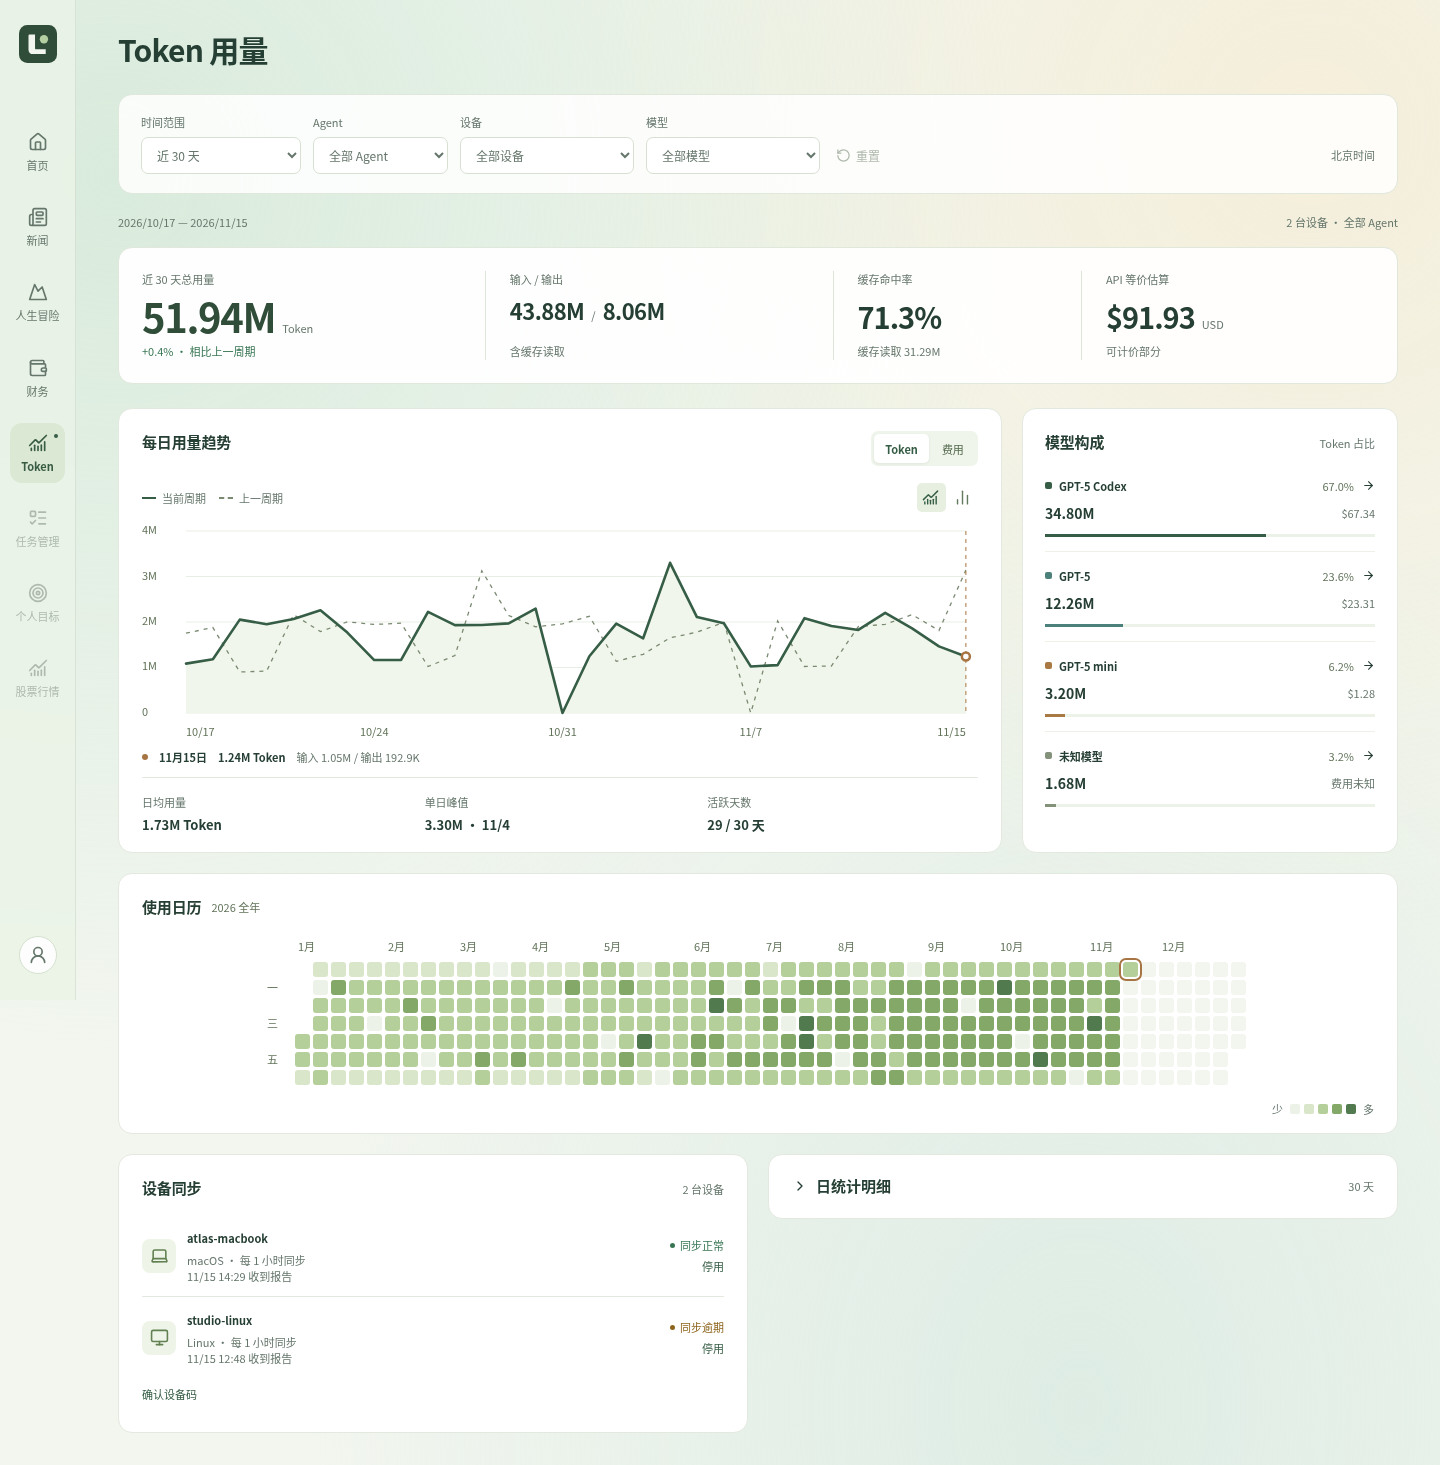 Token 用量
首页
新闻
人生冒险
财务
Token
任务管理
个人目标
股票行情
时间范围
Agent
设备
模型
近 30 天
全部 Agent
全部设备
全部模型
重置
北京时间
2026/10/17 — 2026/11/15
2 台设备 · 全部 Agent
近 30 天总用量
51.94M Token
+0.4% · 相比上一周期
输入 / 输出
43.88M / 8.06M
含缓存读取
缓存命中率
71.3%
缓存读取 31.29M
API 等价估算
$91.93 USD
可计价部分
每日用量趋势
Token
费用
当前周期
上一周期
4M
3M
2M
1M
0
10/17
10/24
10/31
11/7
11/15
11月15日 1.24M Token 输入 1.05M / 输出 192.9K
日均用量
1.73M Token
单日峰值
3.30M · 11/4
活跃天数
29 / 30 天
模型构成
Token 占比
GPT-5 Codex
67.0%
34.80M
$67.34
GPT-5
23.6%
12.26M
$23.31
GPT-5 mini
6.2%
3.20M
$1.28
未知模型
3.2%
1.68M
费用未知
使用日历 2026 全年
1月 2月 3月 4月 5月 6月 7月 8月 9月 10月 11月 12月
一
三
五
少
多
设备同步
2 台设备
atlas-macbook
macOS · 每 1 小时同步
11/15 14:29 收到报告
同步正常
停用
studio-linux
Linux · 每 1 小时同步
11/15 12:48 收到报告
同步逾期
停用
确认设备码
日统计明细
30 天